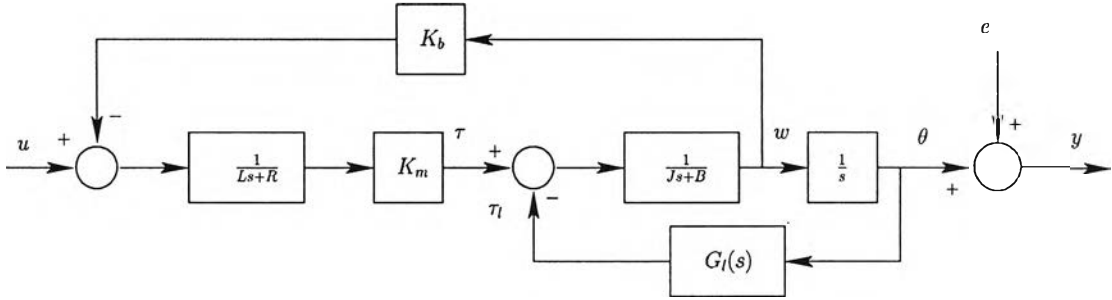 K_b
e
u
+
−
1/(Ls+R)
K_m
τ
+
τ_l
−
1/(Js+B)
w
1/s
θ
+
+
y
G_l(s)